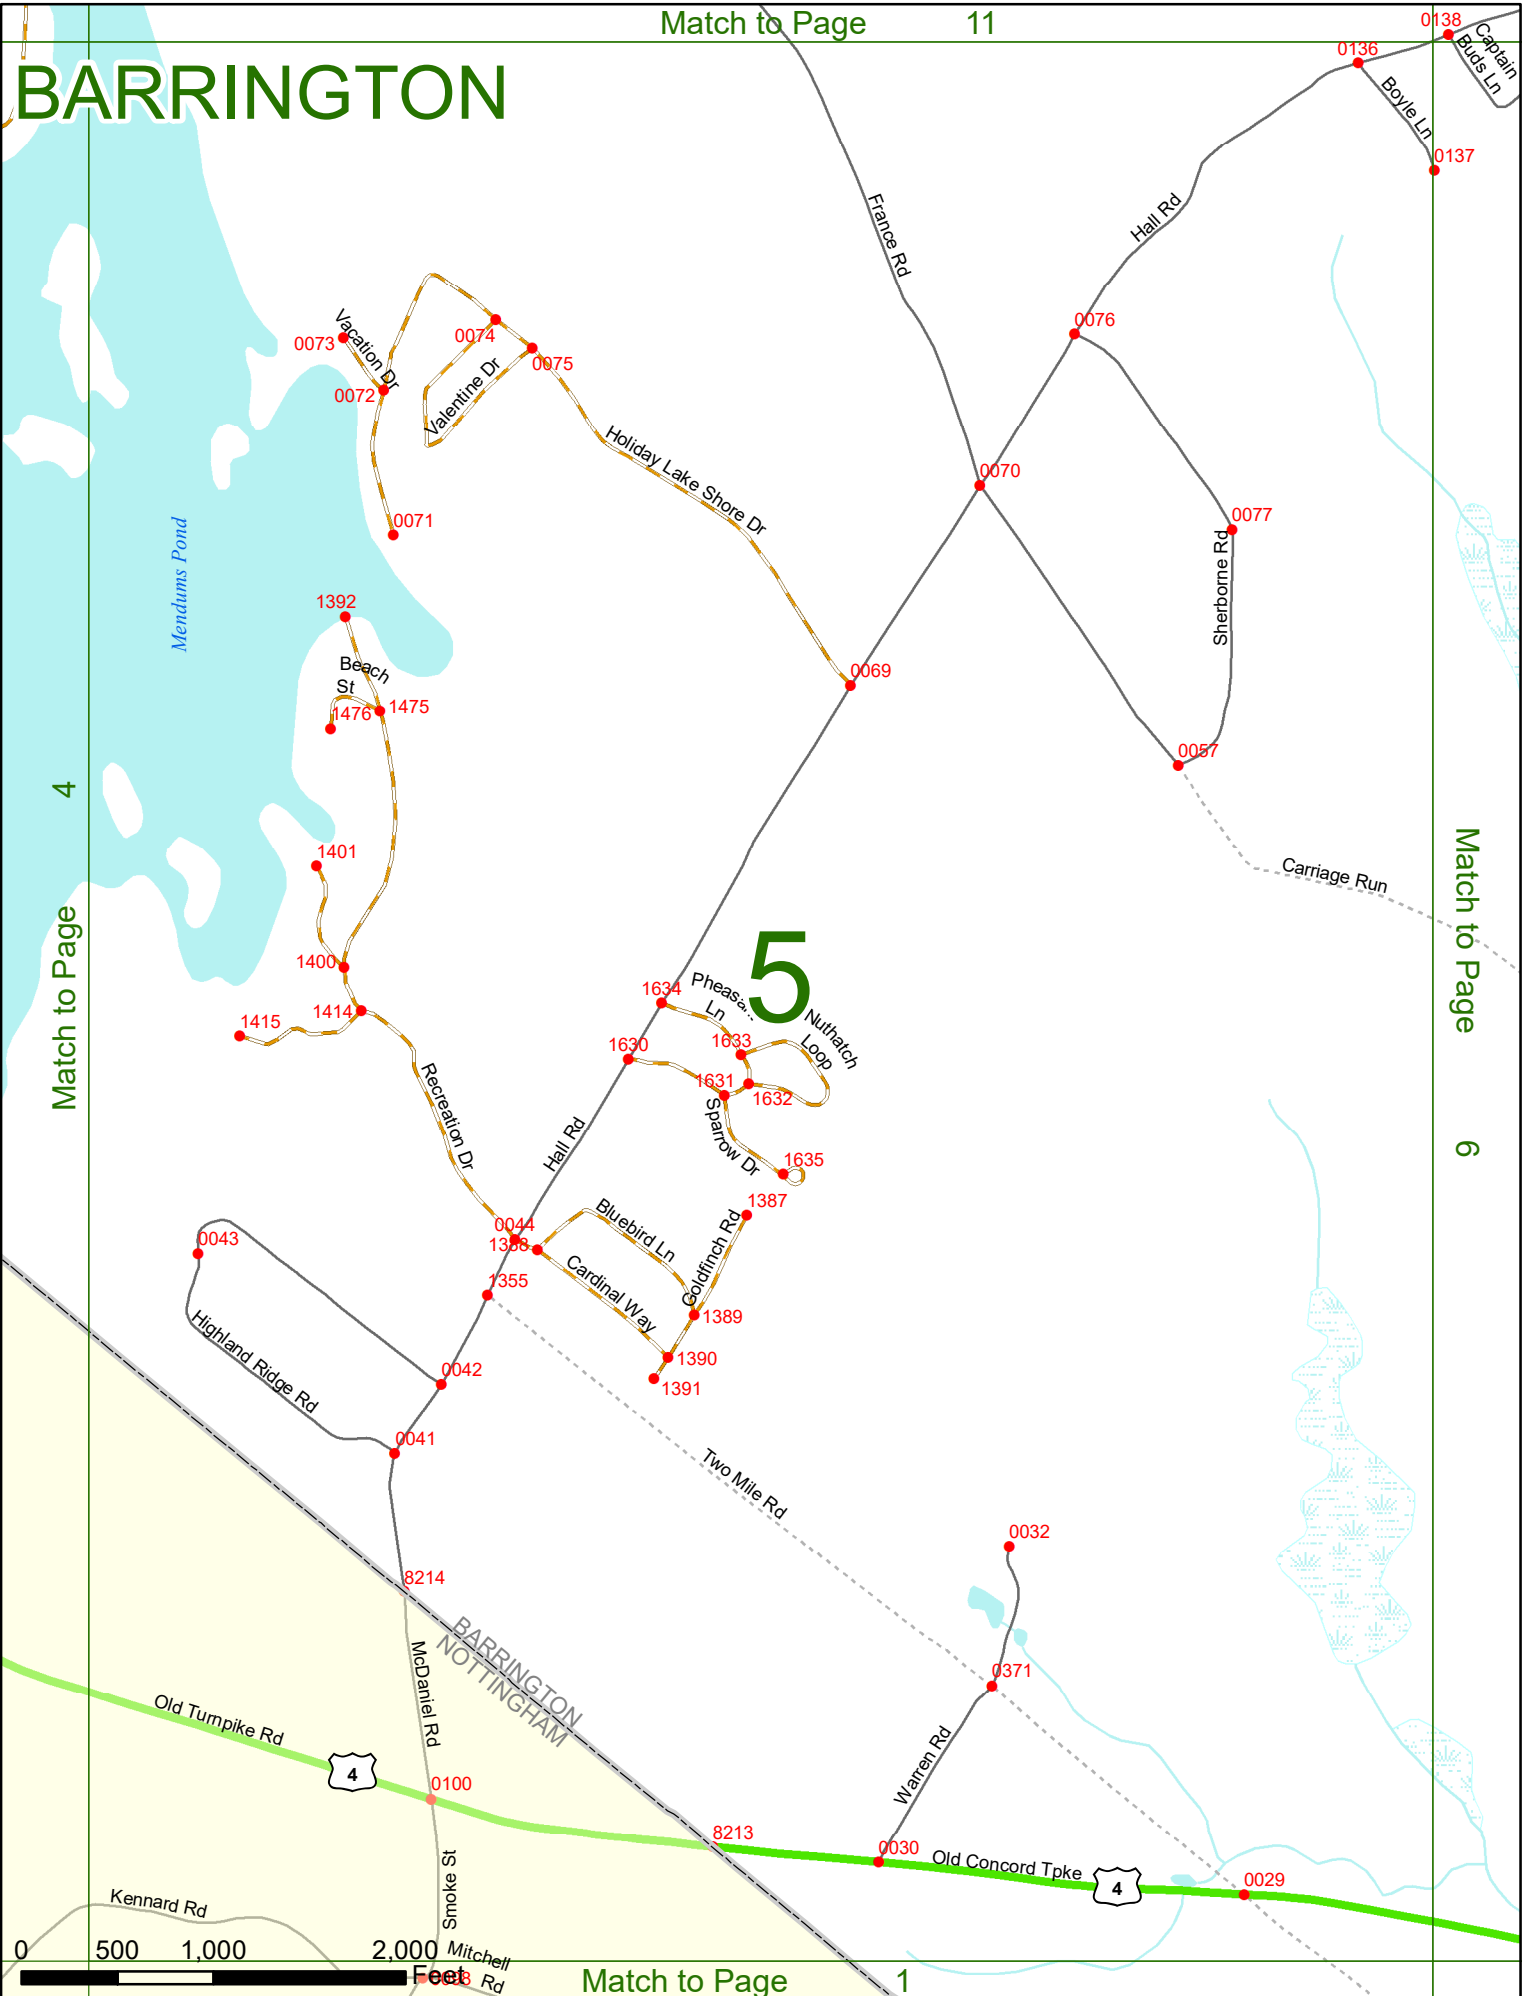 Match to Page 11
BARRINGTON
0138
Captain
Buds Ln
0136
Boyle Ln
0137
Hall Rd
France Rd
0076
0074
0075
Vacation Dr
0073
0072
Valentine Dr
Holiday Lake Shore Dr
0070
0077
Sherborne Rd
0071
Mendums Pond
1392
Beach
St
1475
1476
0069
0057
4
Match to Page
Carriage Run
Match to Page
6
1401
1400
1414
1415
5
1634
Ln
Nuthatch
Loop
1633
1630
1631
1632
Sparrow Dr
1635
Recreation Dr
Hall Rd
1387
Bluebird Ln
Goldfinch Rd
0044
1388
Cardinal Way
0043
1355
1389
1390
1391
Highland Ridge Rd
0042
0041
Two Mile Rd
0032
8214
BARRINGTON
NOTTINGHAM
McDaniel Rd
0371
Old Turnpike Rd
4
0100
Warren Rd
8213
0030
Old Concord Tpke
4
0029
Kennard Rd
Smoke St
Mitchell
Rd
0 500 1,000 2,000
Feet
Match to Page 1